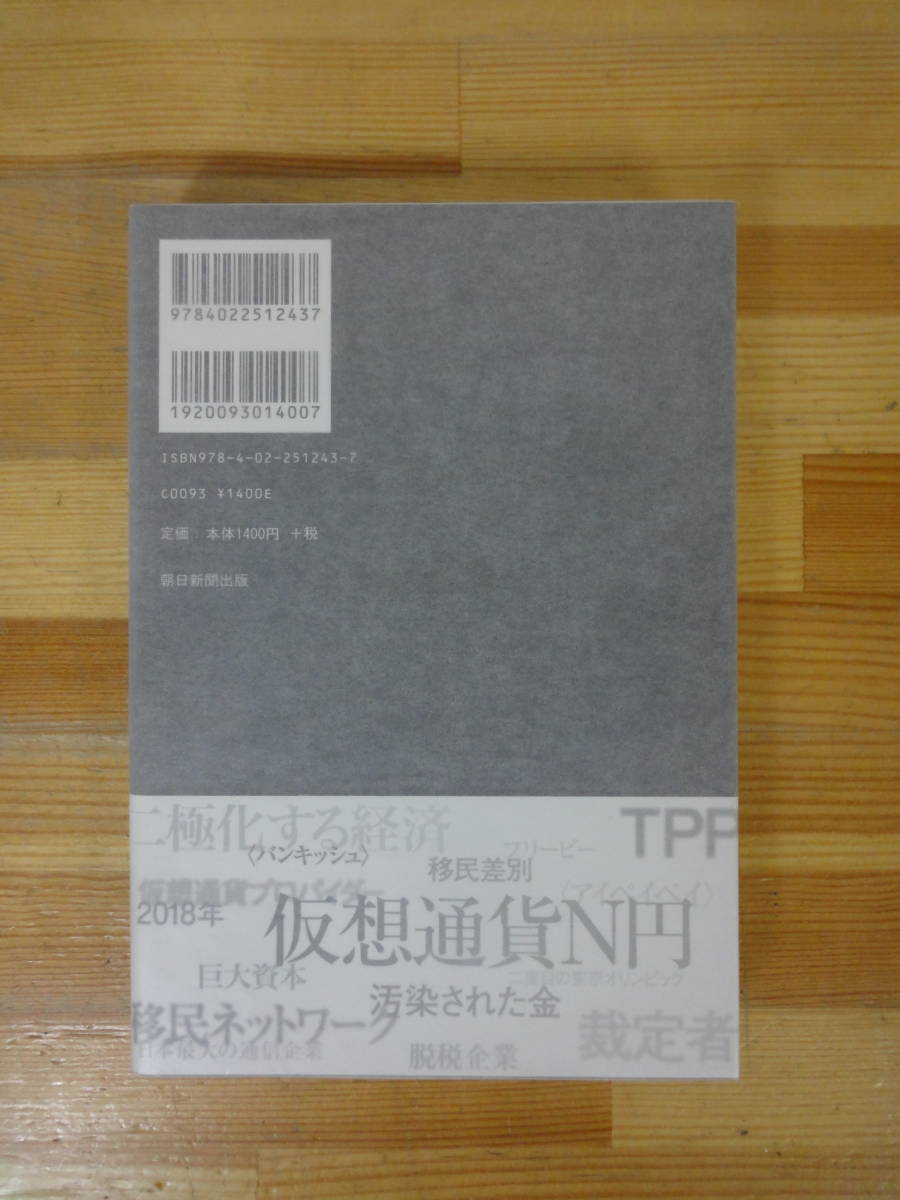 9784022512437
1920093014007
ISBN978-4-02-251243-7
C0093 ¥1400E
定価 : 本体1400円 +税
朝日新聞出版
二極化する経済
TPP
〈バンキッシュ〉
フリービー
移民差別
仮想通貨プロバイダー
〈アイペイペイ〉
2018年
仮想通貨N円
巨大資本
二度目の東京オリンピック
汚染された金
移民ネットワーク
裁定者
日本最大の通信企業
脱税企業